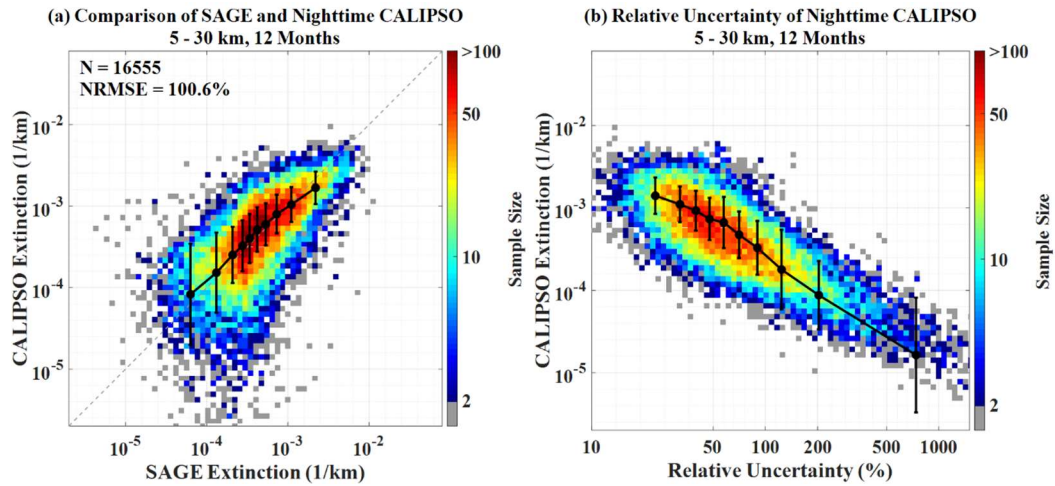 (a) Comparison of SAGE and Nighttime CALIPSO
5 - 30 km, 12 Months
N = 16555
NRMSE = 100.6%
CALIPSO Extinction (1/km)
10^-2
10^-3
10^-4
10^-5
10^-5
10^-4
10^-3
10^-2
SAGE Extinction (1/km)
>100
50
10
2
Sample Size
(b) Relative Uncertainty of Nighttime CALIPSO
5 - 30 km, 12 Months
CALIPSO Extinction (1/km)
10^-2
10^-3
10^-4
10^-5
10
50
100
200
500
1000
Relative Uncertainty (%)
>100
50
10
2
Sample Size